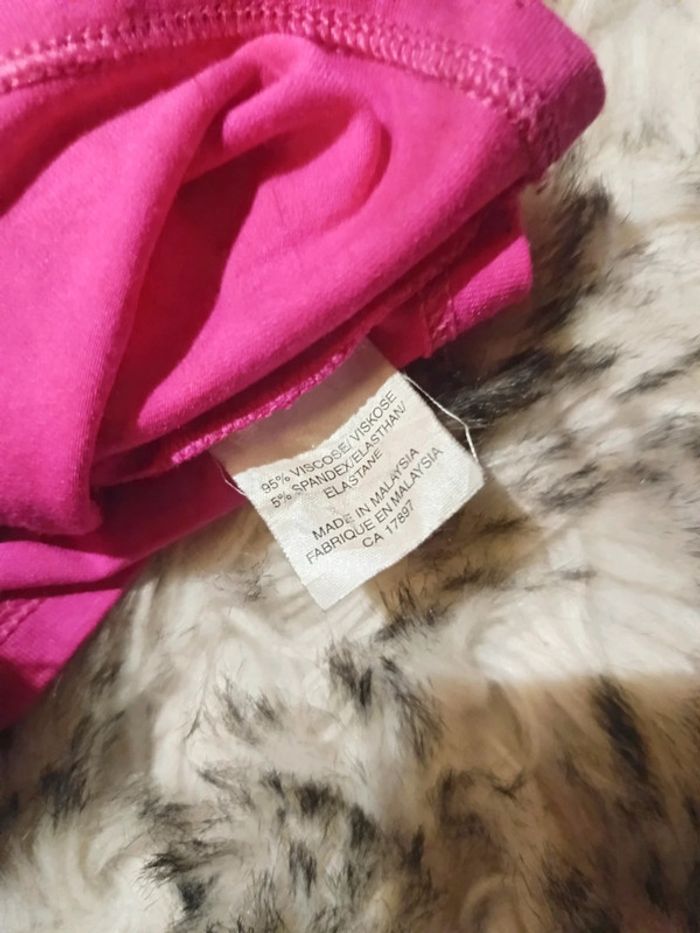 95% VISCOSE/ VISKOSE
5% SPANDEX/ELASTHAN/
ELASTANE
MADE IN MALAYSIA
FABRIQUE EN MALAYSIA
CA 17897